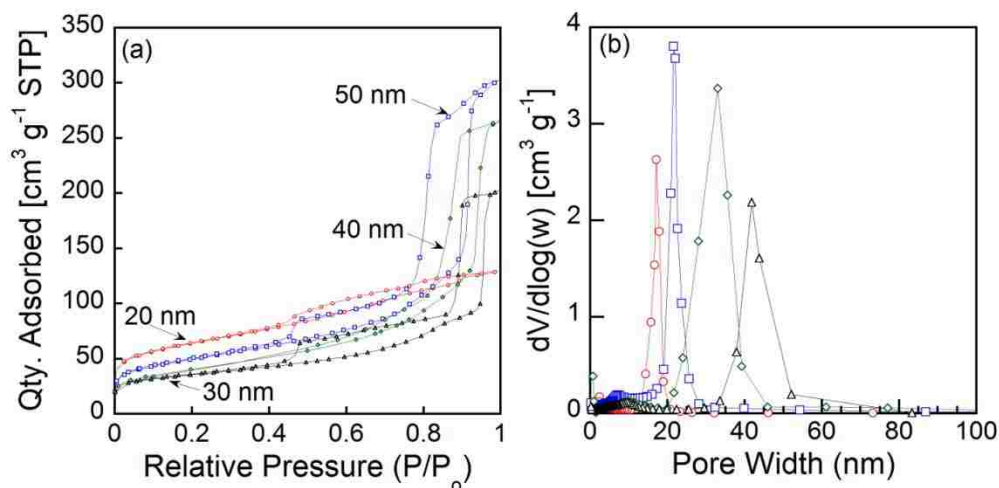 (a)
Qty. Adsorbed [cm³ g⁻¹ STP]
350
300
250
200
150
100
50
0
50 nm
40 nm
20 nm
30 nm
0 0.2 0.4 0.6 0.8 1
Relative Pressure (P/Pₒ)
(b)
dV/dlog(w) [cm³ g⁻¹]
4
3
2
1
0
0 20 40 60 80 100
Pore Width (nm)